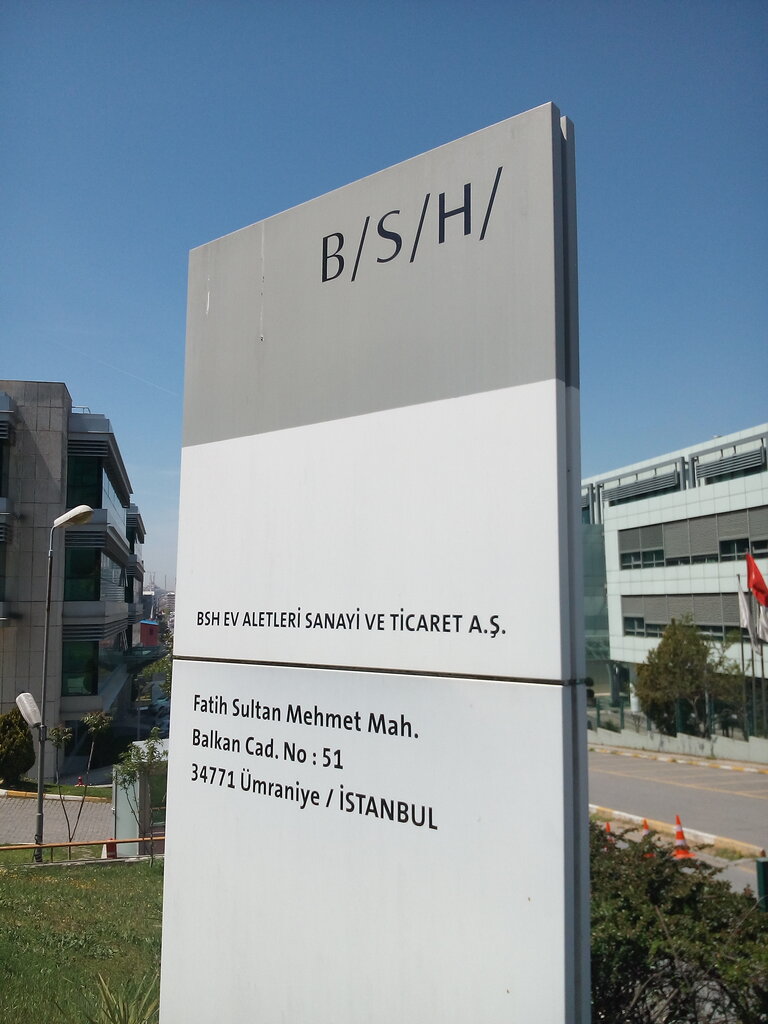 B/S/H/
BSH EV ALETLERİ SANAYİ VE TİCARET A.Ş.
Fatih Sultan Mehmet Mah.
Balkan Cad. No : 51
34771 Ümraniye / İSTANBUL